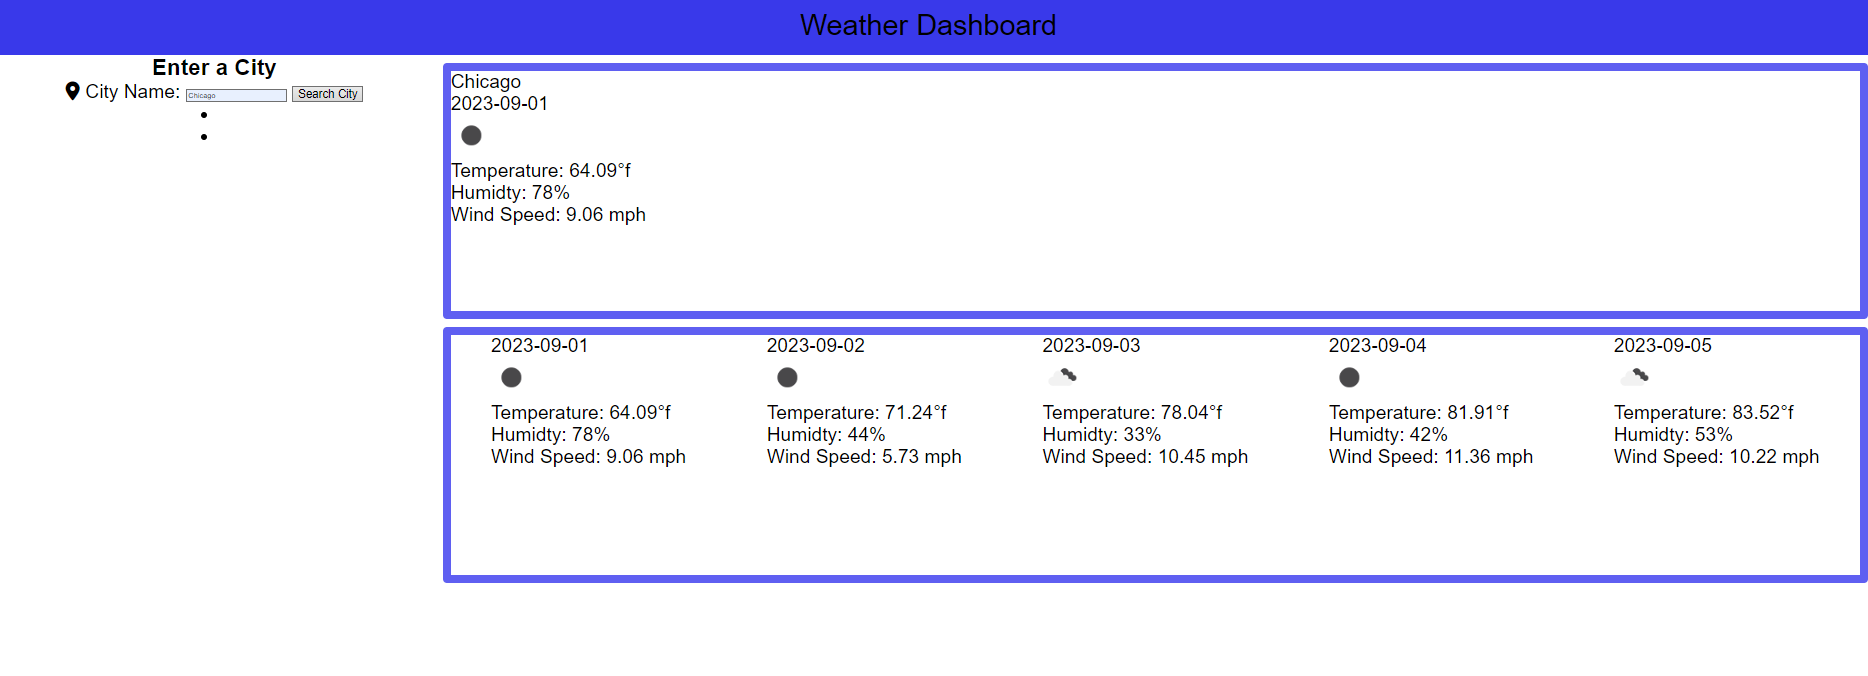 Weather Dashboard
Enter a City
City Name: Chicago Search City
Chicago
2023-09-01
Temperature: 64.09°f
Humidty: 78%
Wind Speed: 9.06 mph
2023-09-01
Temperature: 64.09°f
Humidty: 78%
Wind Speed: 9.06 mph
2023-09-02
Temperature: 71.24°f
Humidty: 44%
Wind Speed: 5.73 mph
2023-09-03
Temperature: 78.04°f
Humidty: 33%
Wind Speed: 10.45 mph
2023-09-04
Temperature: 81.91°f
Humidty: 42%
Wind Speed: 11.36 mph
2023-09-05
Temperature: 83.52°f
Humidty: 53%
Wind Speed: 10.22 mph